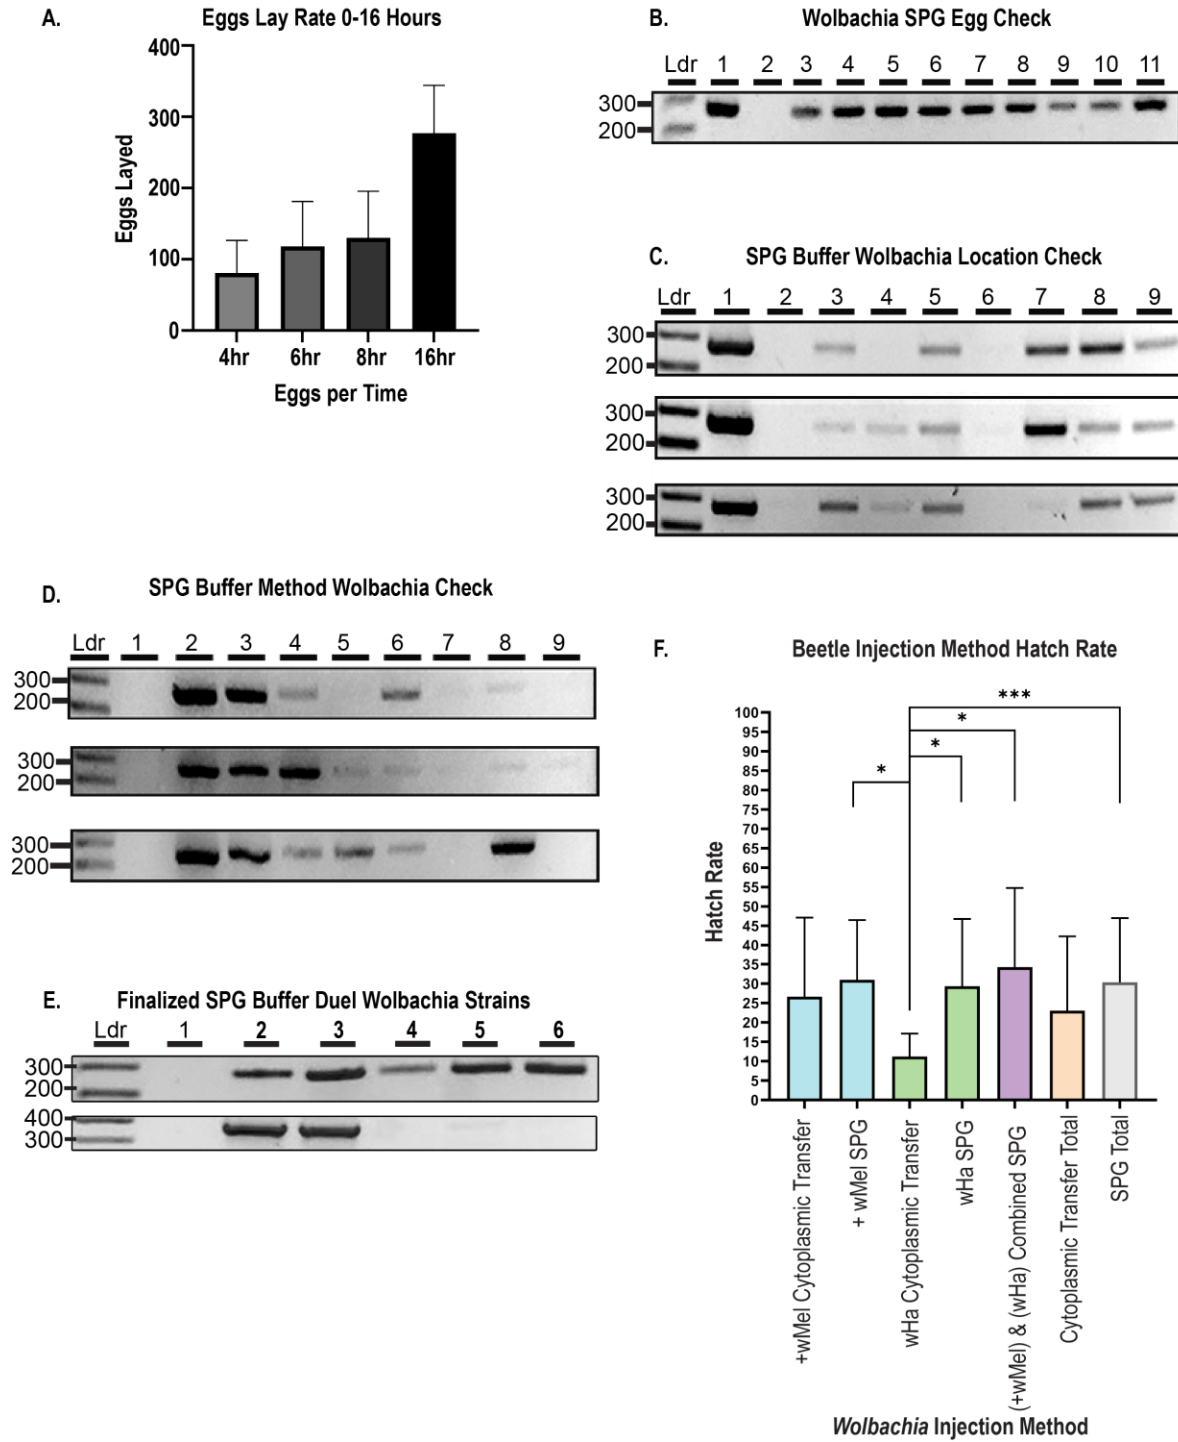 A.
Eggs Lay Rate 0-16 Hours
400
300
200
100
0
Eggs Layed
4hr 6hr 8hr 16hr
Eggs per Time
B.
Wolbachia SPG Egg Check
Ldr 1 2 3 4 5 6 7 8 9 10 11
300
200
C.
SPG Buffer Wolbachia Location Check
Ldr 1 2 3 4 5 6 7 8 9
300
200
300
200
300
200
D.
SPG Buffer Method Wolbachia Check
Ldr 1 2 3 4 5 6 7 8 9
300
200
300
200
300
200
E.
Finalized SPG Buffer Duel Wolbachia Strains
Ldr 1 2 3 4 5 6
300
200
400
300
F.
Beetle Injection Method Hatch Rate
***
*
*
*
100
95
90
85
80
75
70
65
60
55
50
45
40
35
30
25
20
15
10
5
0
Hatch Rate
+wMel Cytoplasmic Transfer
+ wMel SPG
wHa Cytoplasmic Transfer
wHa SPG
(+wMel) & (wHa) Combined SPG
Cytoplasmic Transfer Total
SPG Total
Wolbachia Injection Method